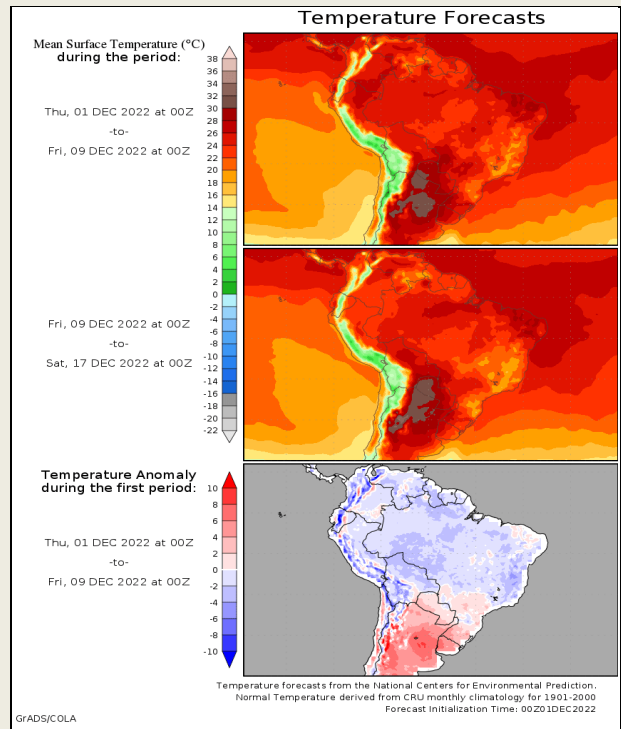 Temperature Forecasts
Mean Surface Temperature (°C)
during the period:
Thu, 01 DEC 2022 at 00Z
-to-
Fri, 09 DEC 2022 at 00Z
38
36
34
32
30
28
26
24
22
20
18
16
14
12
10
8
6
4
2
0
-2
-4
-6
-8
-10
-12
-14
-16
-18
-20
-22
Fri, 09 DEC 2022 at 00Z
-to-
Sat, 17 DEC 2022 at 00Z
Temperature Anomaly
during the first period:
Thu, 01 DEC 2022 at 00Z
-to-
Fri, 09 DEC 2022 at 00Z
10
8
6
4
2
0
-2
-4
-6
-8
-10
Temperature forecasts from the National Centers for Environmental Prediction.
Normal Temperature derived from CRU monthly climatology for 1901-2000
Forecast Initialization Time: 00Z01DEC2022
GrADS/COLA